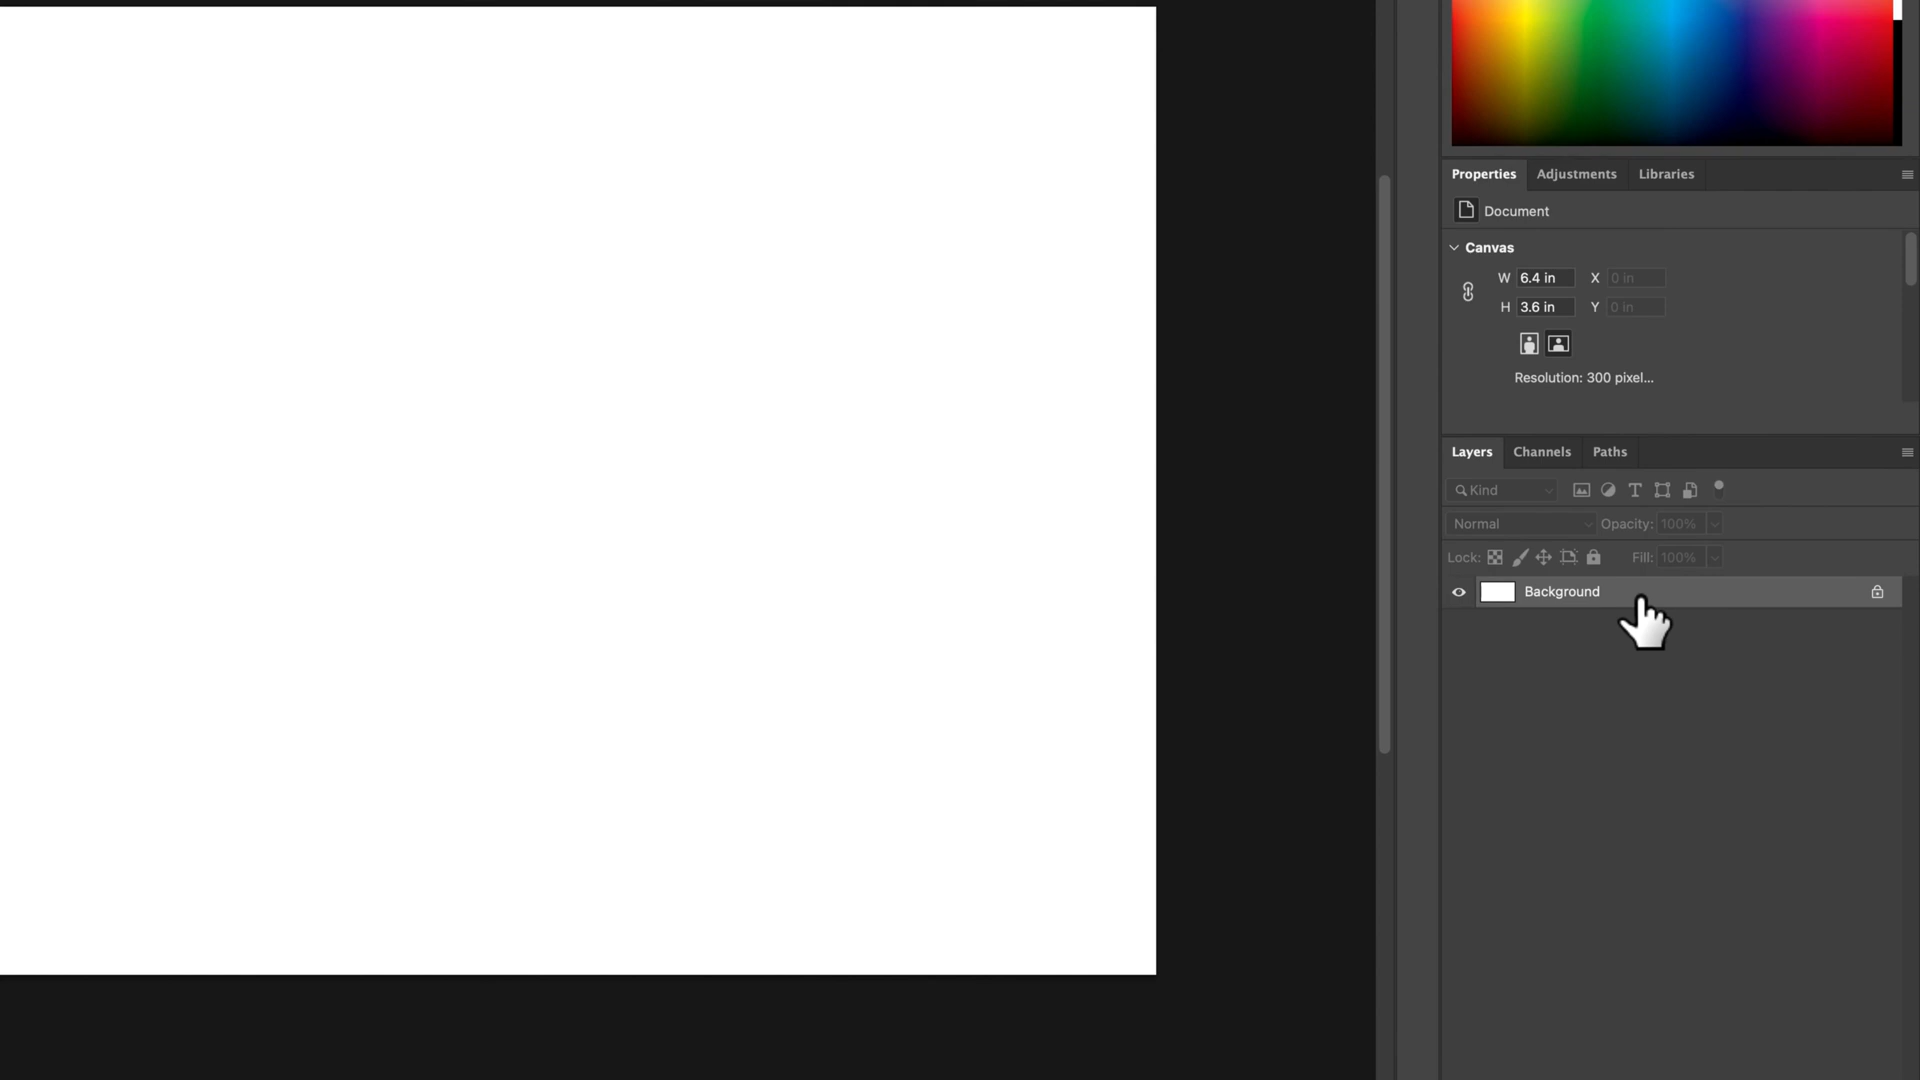 Properties Adjustments Libraries
Document
Canvas
W 6.4 in X 0 in
H 3.6 in Y 0 in
Resolution: 300 pixel...
Layers Channels Paths
Kind
Normal Opacity: 100%
Lock: Fill: 100%
Background